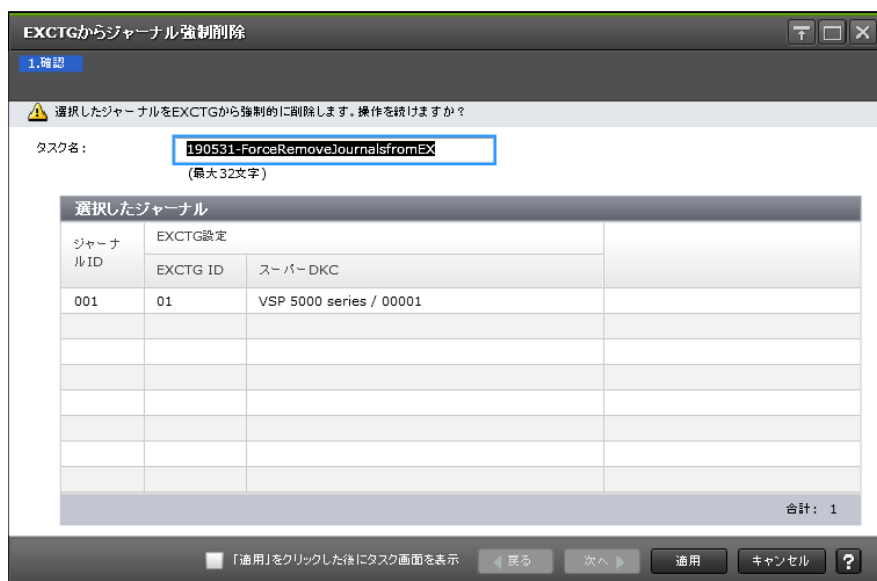 EXCTGからジャーナル強制削除
1.確認
選択したジャーナルをEXCTGから強制的に削除します。操作を続けますか?
タスク名:
190531-ForceRemoveJournalsfromEX
(最大32文字)
選択したジャーナル
ジャーナ
ルID
EXCTG設定
EXCTG ID
スーパーDKC
001 01 VSP 5000 series / 00001
合計: 1
「適用」をクリックした後にタスク画面を表示
戻る
次へ
適用
キャンセル
?